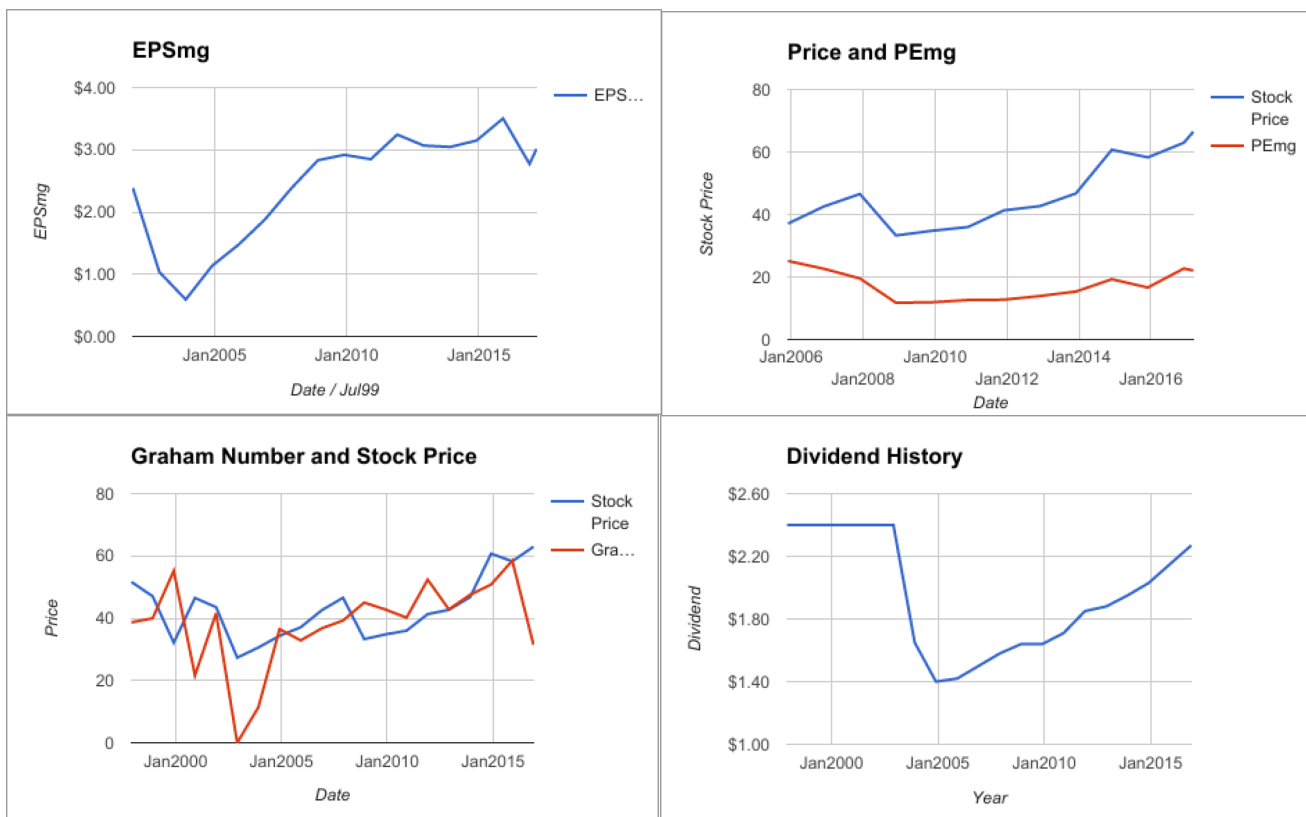 EPSmg
$4.00
$3.00
$2.00
$1.00
$0.00
EPSmg
EPS…
Jan2005
Jan2010
Jan2015
Date / Jul99
Price and PEmg
80
60
40
20
0
Stock Price
Stock
Price
PEmg
Jan2006
Jan2008
Jan2010
Jan2012
Jan2014
Jan2016
Date
Graham Number and Stock Price
80
60
40
20
0
Price
Stock
Price
Gra…
Jan2000
Jan2005
Jan2010
Jan2015
Date
Dividend History
$2.60
$2.20
$1.80
$1.40
$1.00
Dividend
Jan2000
Jan2005
Jan2010
Jan2015
Year